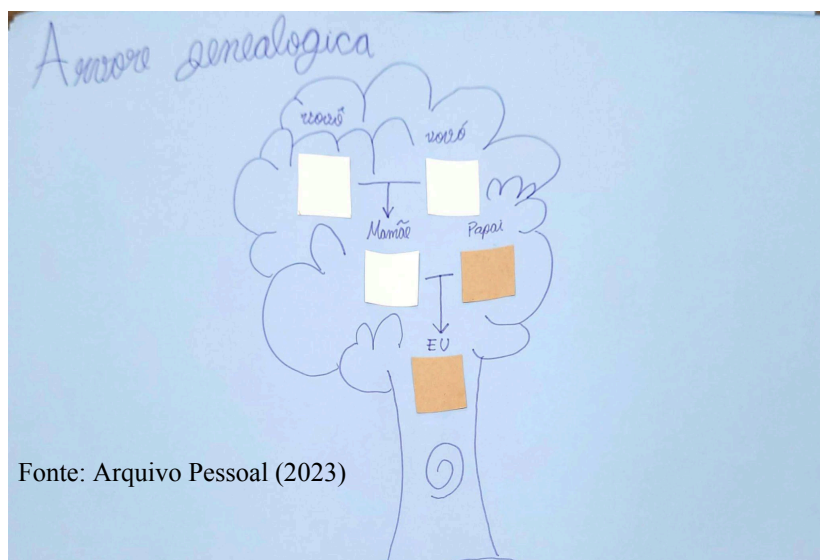 Arvore genealogica
vovô
vovó
Mamãe Papai
EU
Fonte: Arquivo Pessoal (2023)